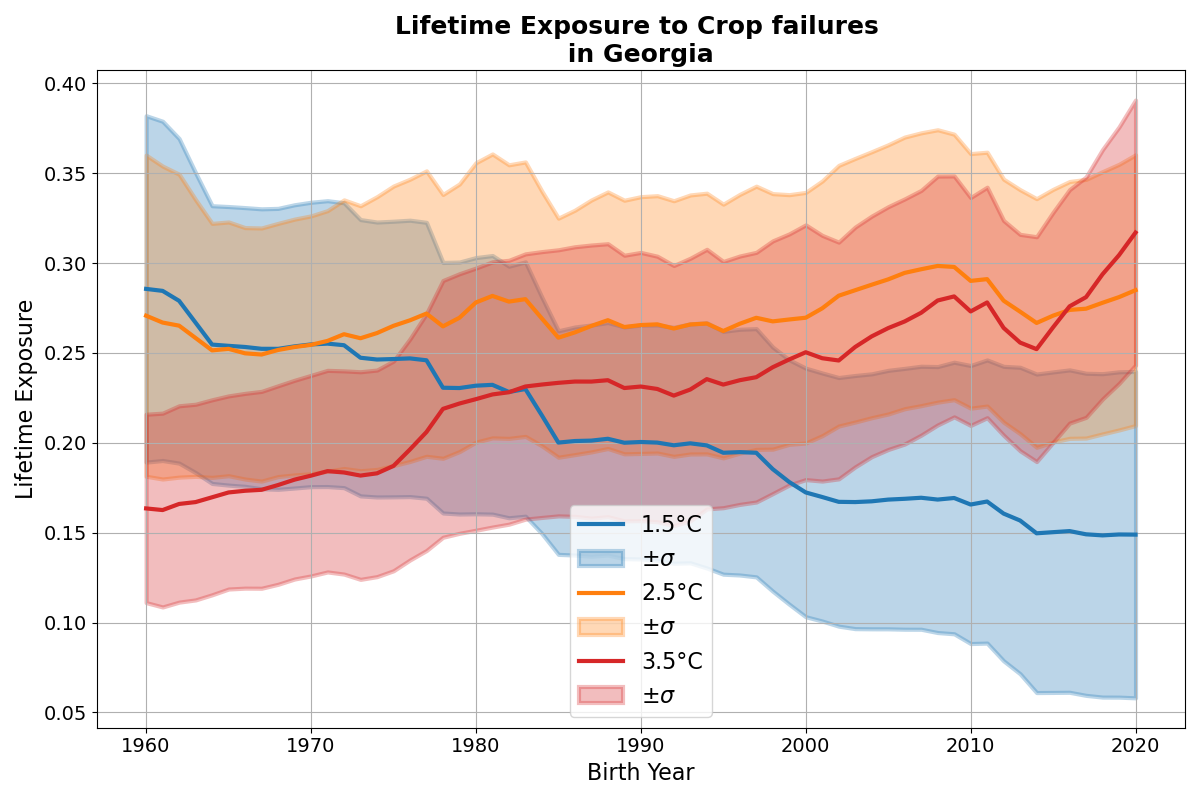 Lifetime Exposure to Crop failures
in Georgia
Lifetime Exposure
0.40
0.35
0.30
0.25
0.20
0.15
0.10
0.05
1960
1970
1980
1990
2000
2010
2020
Birth Year
1.5°C
±σ
2.5°C
±σ
3.5°C
±σ